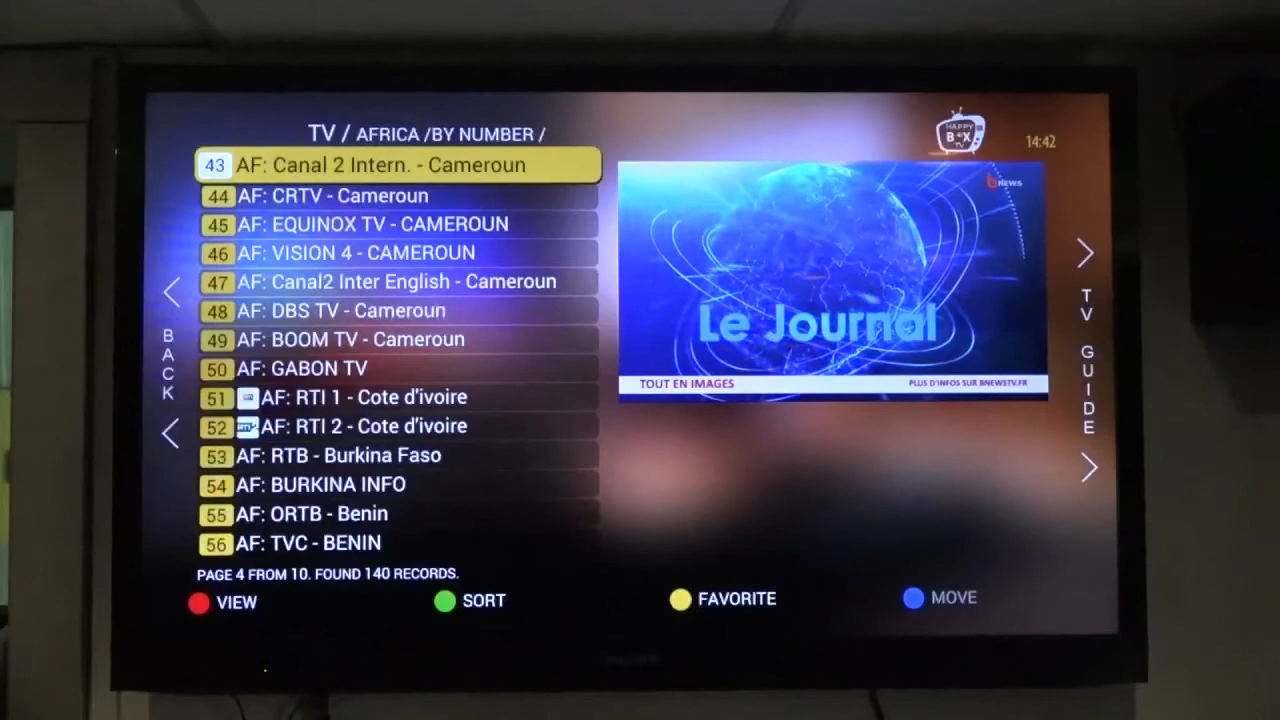 TV / AFRICA /BY NUMBER /
HAPPY
BOX
TV
14:42
43 AF: Canal 2 Intern. - Cameroun
44 AF: CRTV - Cameroun
45 AF: EQUINOX TV - CAMEROUN
46 AF: VISION 4 - CAMEROUN
47 AF: Canal2 Inter English - Cameroun
48 AF: DBS TV - Cameroun
49 AF: BOOM TV - Cameroun
50 AF: GABON TV
51 AF: RTI 1 - Cote d'ivoire
52 AF: RTI 2 - Cote d'ivoire
53 AF: RTB - Burkina Faso
54 AF: BURKINA INFO
55 AF: ORTB - Benin
56 AF: TVC - BENIN
PAGE 4 FROM 10. FOUND 140 RECORDS.
VIEW
SORT
FAVORITE
MOVE
BACK
bNEWS
Le Journal
TOUT EN IMAGES
PLUS D'INFOS SUR BNEWSTV.FR
TV GUIDE